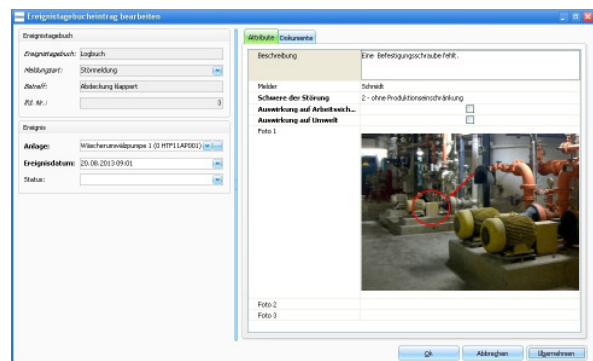 Ereignistagebucheintrag bearbeiten
Ereignistagebuch
Ereignistagebuch: Logbuch
Meldungsart: Störmeldung
Betreff: Abdeckung klappert
lfd. Nr.: 0
Ereignis
Anlage: Wäscherumwälzpumpe 1 (0 HTF11AP001)
Ereignisdatum: 20.08.2013 09:01
Status:
Attribute Dokumente
Beschreibung Eine Befestigungsschraube fehlt.
Melder Schmidt
Schwere der Störung 2 - ohne Produktionseinschränkung
Auswirkung auf Arbeitssich...
Auswirkung auf Umwelt
Foto 1
Foto 2
Foto 3
Ok Abbrechen Übernehmen